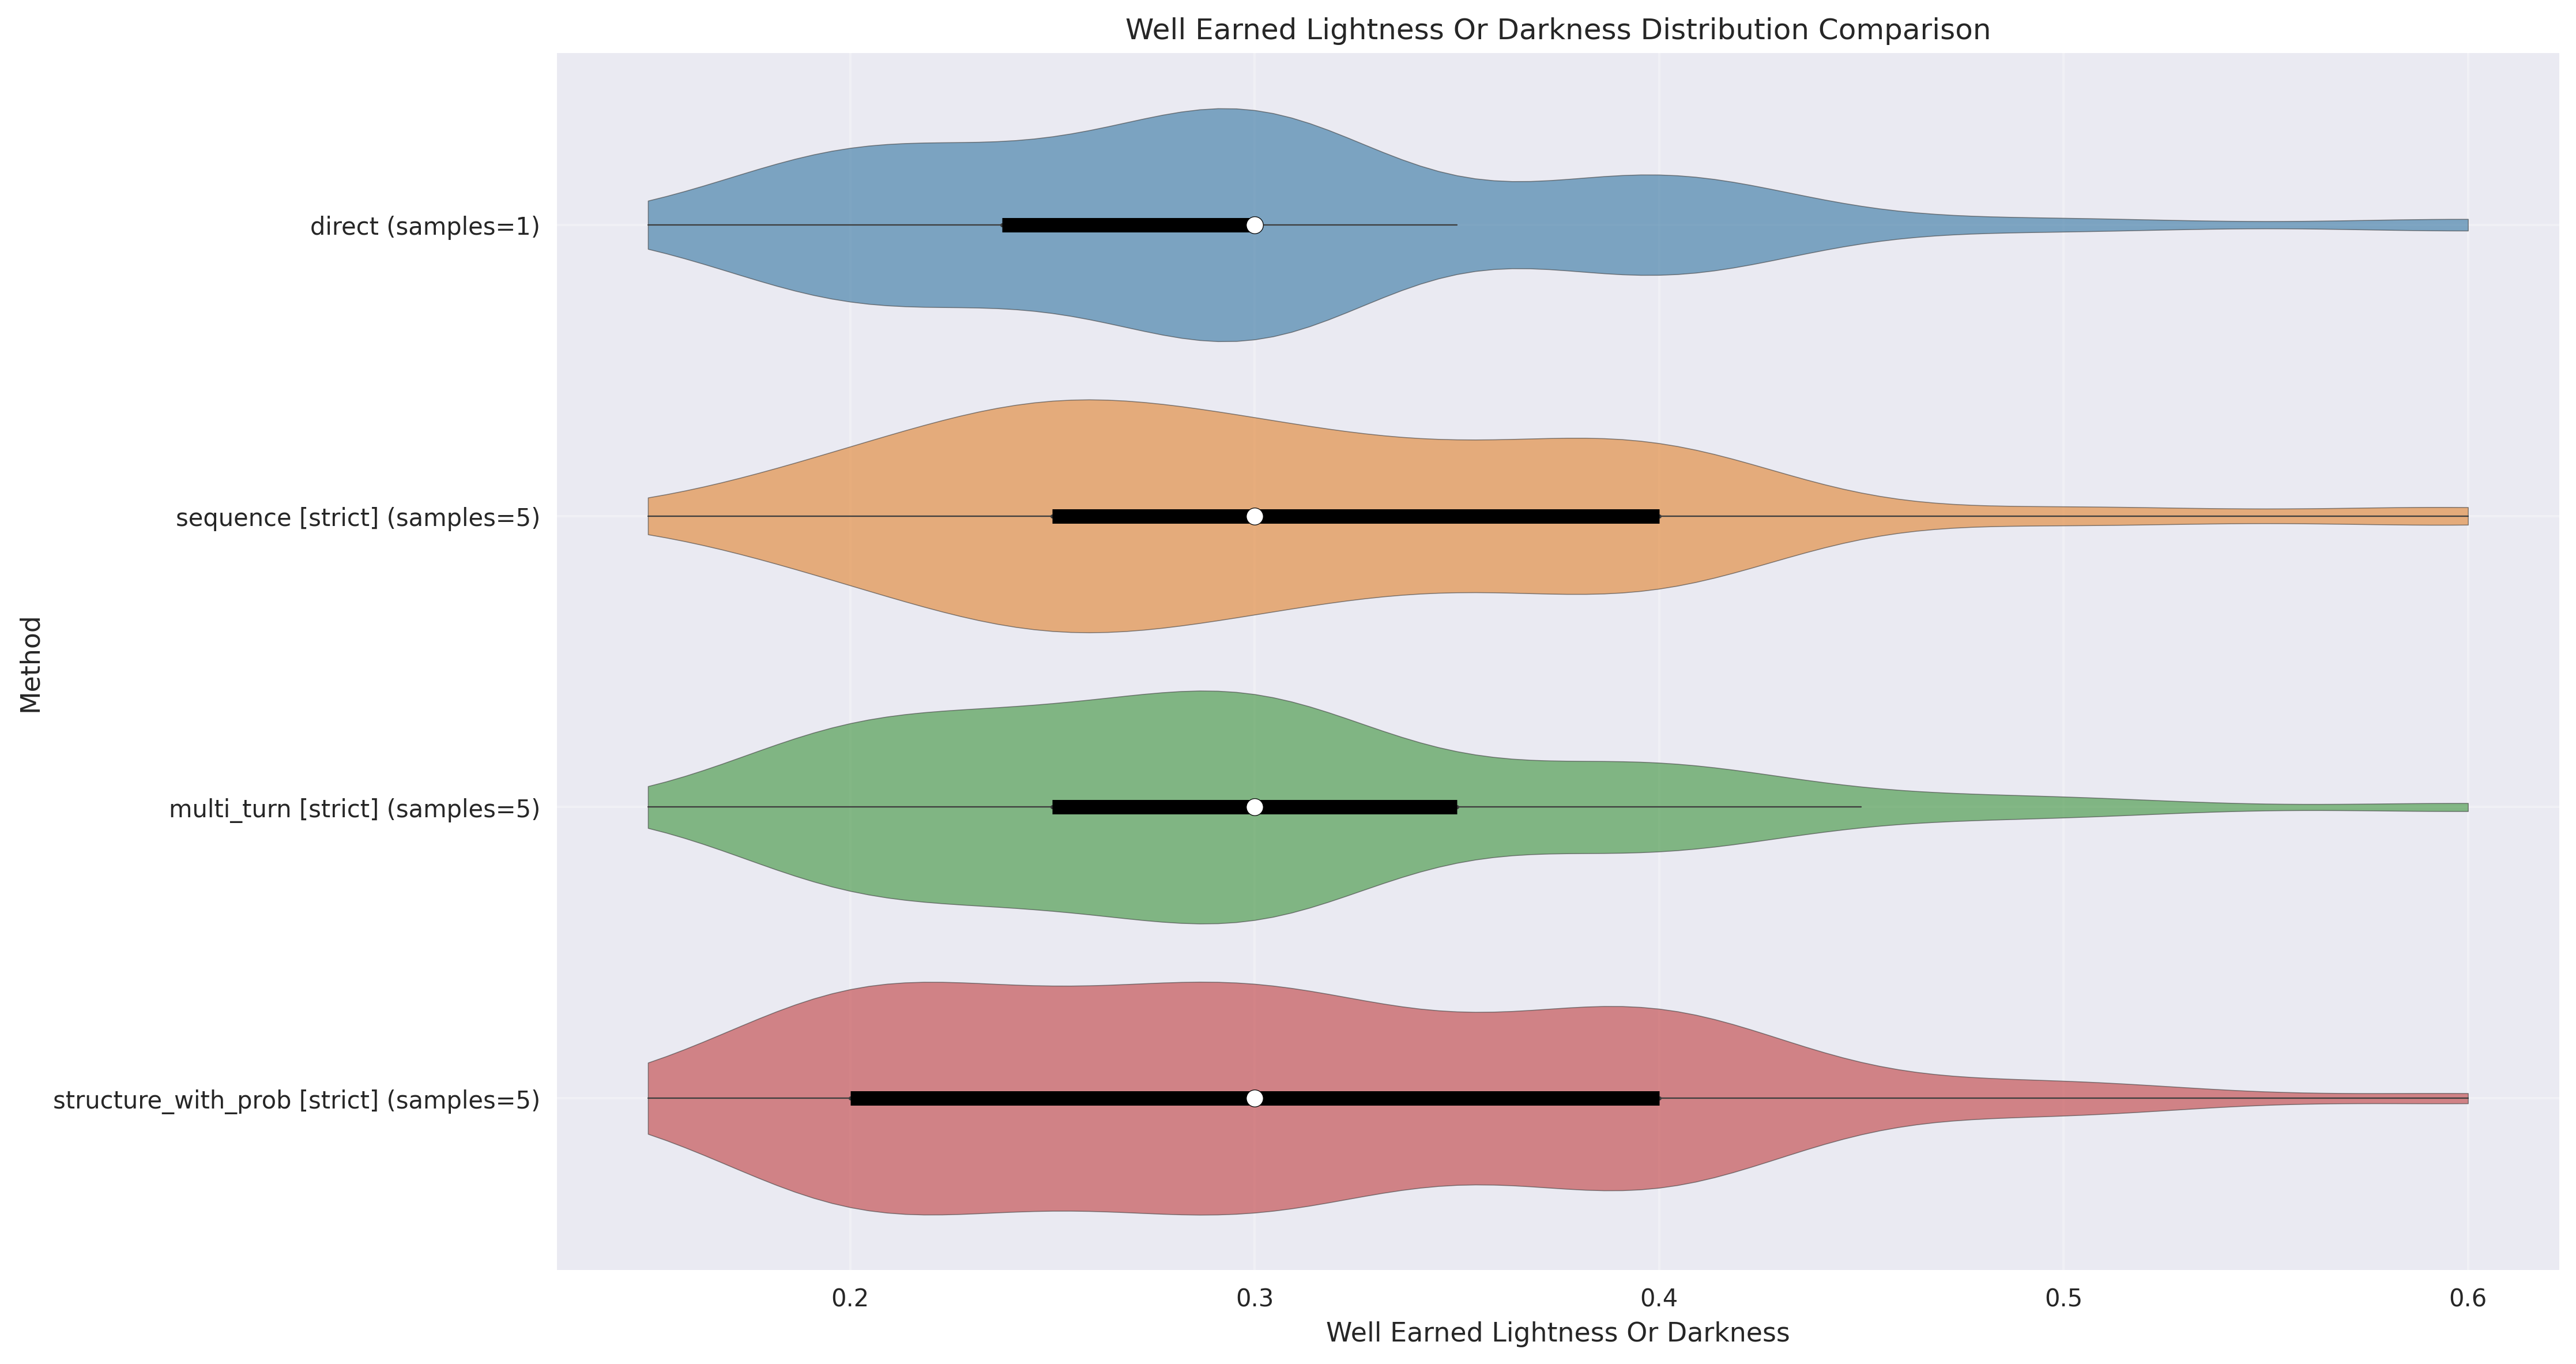 Well Earned Lightness Or Darkness Distribution Comparison
Method
direct (samples=1)
sequence [strict] (samples=5)
multi_turn [strict] (samples=5)
structure_with_prob [strict] (samples=5)
0.2 0.3 0.4 0.5 0.6
Well Earned Lightness Or Darkness